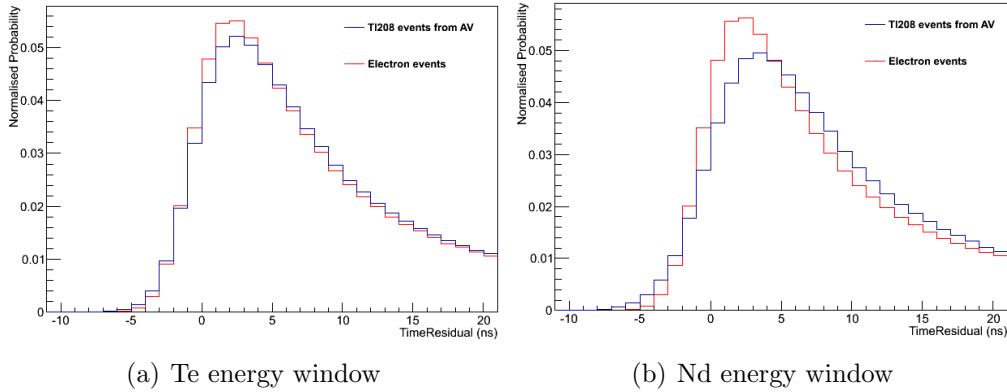 Normalised Probability
0.05
0.04
0.03
0.02
0.01
0
Tl208 events from AV
Electron events
-10 -5 0 5 10 15 20
TimeResidual (ns)
(a) Te energy window
Normalised Probability
0.05
0.04
0.03
0.02
0.01
0
Tl208 events from AV
Electron events
-10 -5 0 5 10 15 20
TimeResidual (ns)
(b) Nd energy window